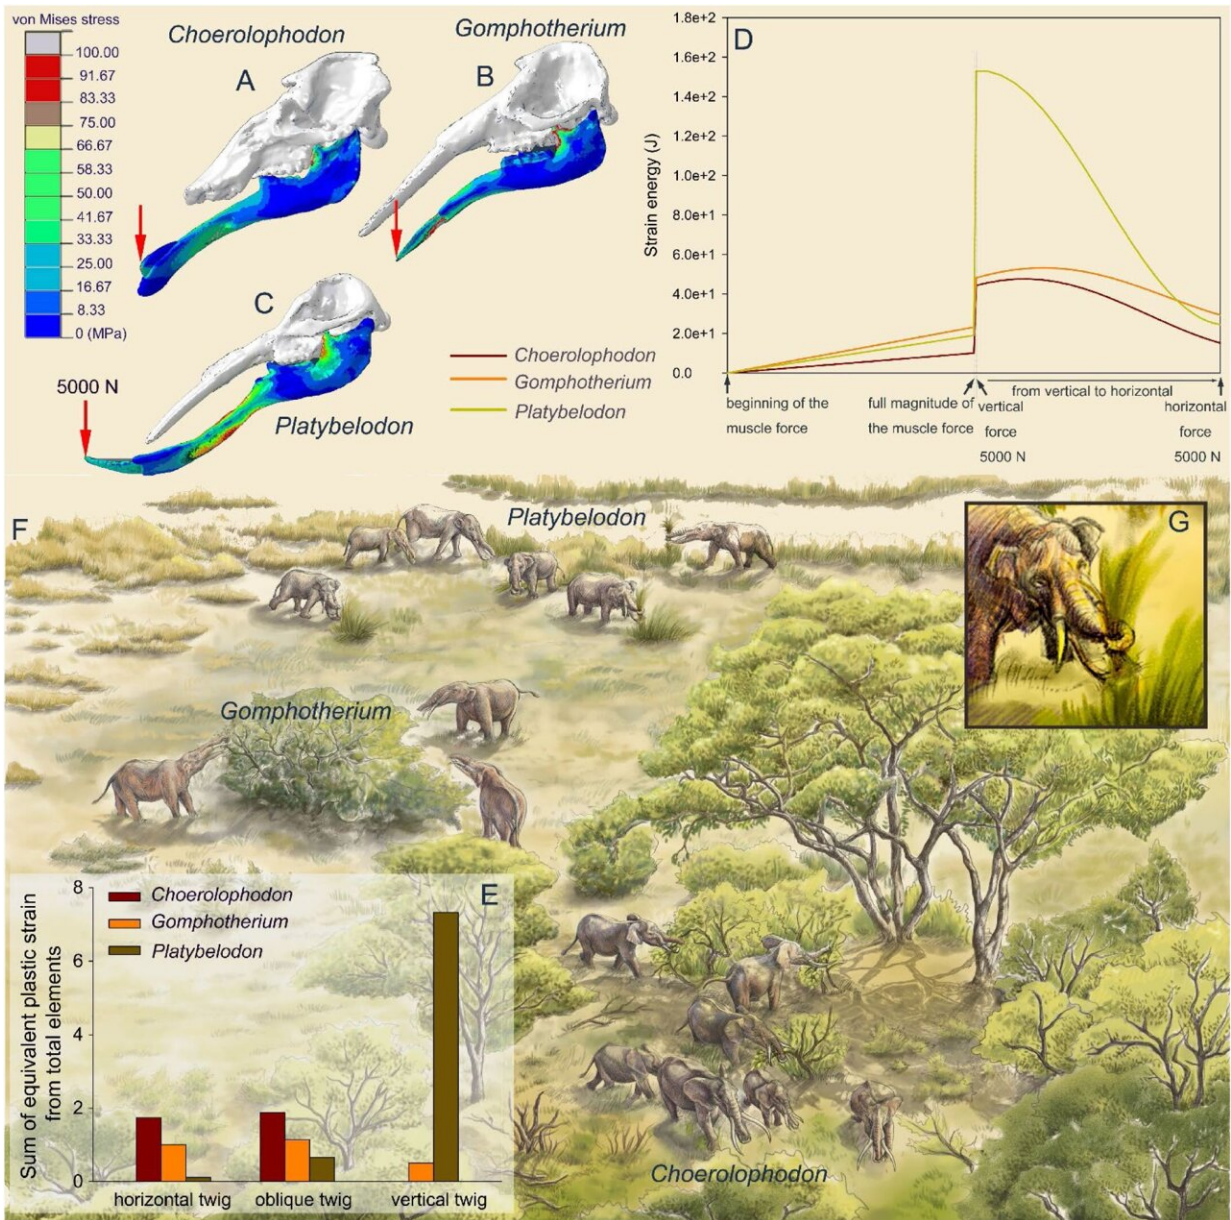 von Mises stress
100.00
91.67
83.33
75.00
66.67
58.33
50.00
41.67
33.33
25.00
16.67
8.33
0 (MPa)
Choerolophodon
A
Gomphotherium
B
C
5000 N
Platybelodon
Choerolophodon
Gomphotherium
Platybelodon
D
Strain energy (J)
1.8e+2
1.6e+2
1.4e+2
1.2e+2
1.0e+2
8.0e+1
6.0e+1
4.0e+1
2.0e+1
0.0
from vertical to horizontal
beginning of the
muscle force
full magnitude of
the muscle force
vertical
force
5000 N
horizontal
force
5000 N
F
Platybelodon
G
Gomphotherium
Choerolophodon
E
Sum of equivalent plastic strain
from total elements
8
6
4
2
0
Choerolophodon
Gomphotherium
Platybelodon
horizontal twig
oblique twig
vertical twig